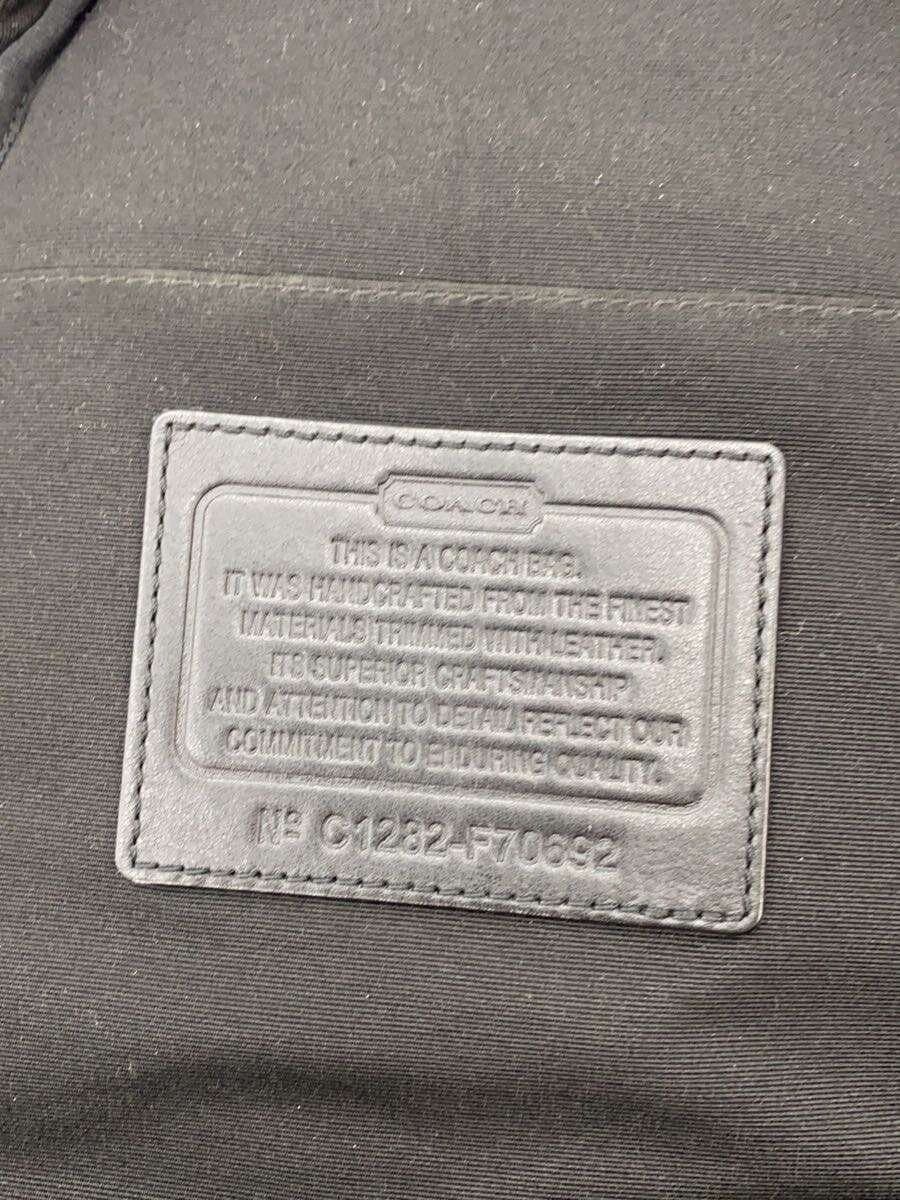 COACH
THIS IS A COACH BAG.
IT WAS HANDCRAFTED FROM THE FINEST
MATERIALS TRIMMED WITH LEATHER.
ITS SUPERIOR CRAFTSMANSHIP
AND ATTENTION TO DETAIL REFLECT OUR
COMMITMENT TO ENDURING QUALITY.
Nº C1282-F70692